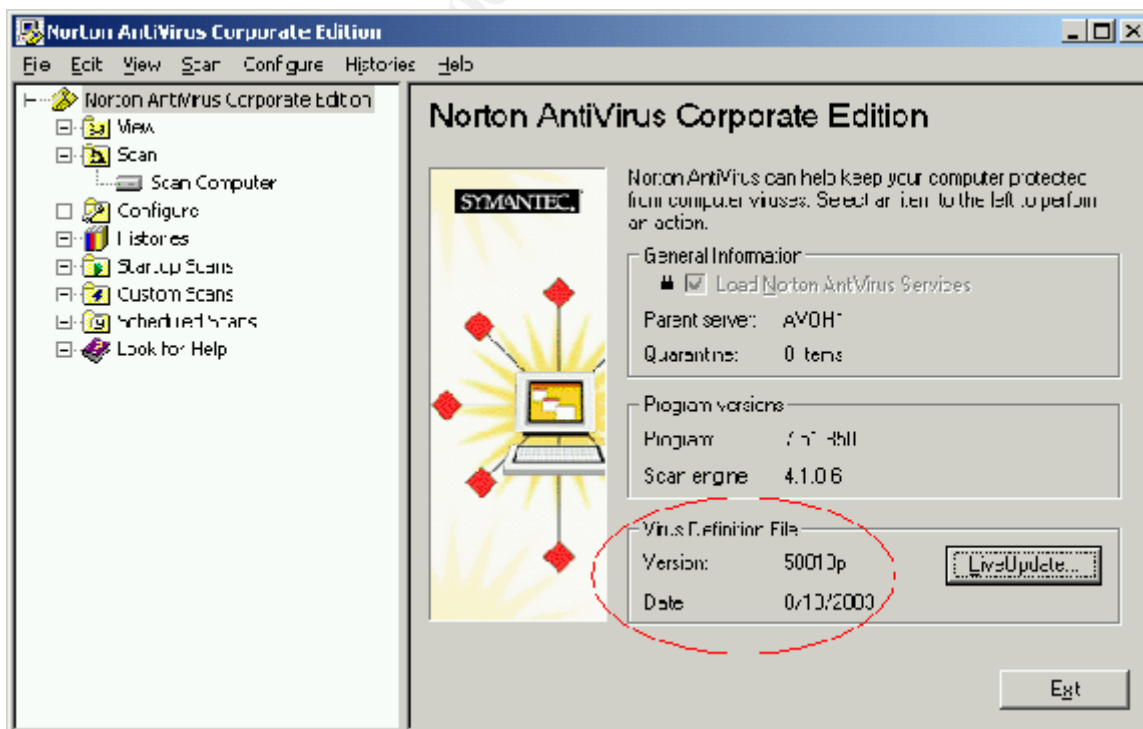 Norton AntiVirus Corporate Edition
File Edit View Scan Configure Histories Help
Norton AntiVirus Corporate Edition
View
Scan
Scan Computer
Configure
Histories
Startup Scans
Custom Scans
Scheduled Scans
Look for Help
Norton AntiVirus Corporate Edition
SYMANTEC.
Norton AntiVirus can help keep your computer protected
from computer viruses. Select an item to the left to perform
an action.
General Information
Load Norton AntiVirus Services
Parent server:
Quarantine: 0 items
Program versions
Program
Scan engine 4.1.0.6
Virus Definition File
Version:
LiveUpdate...
Date
Exit